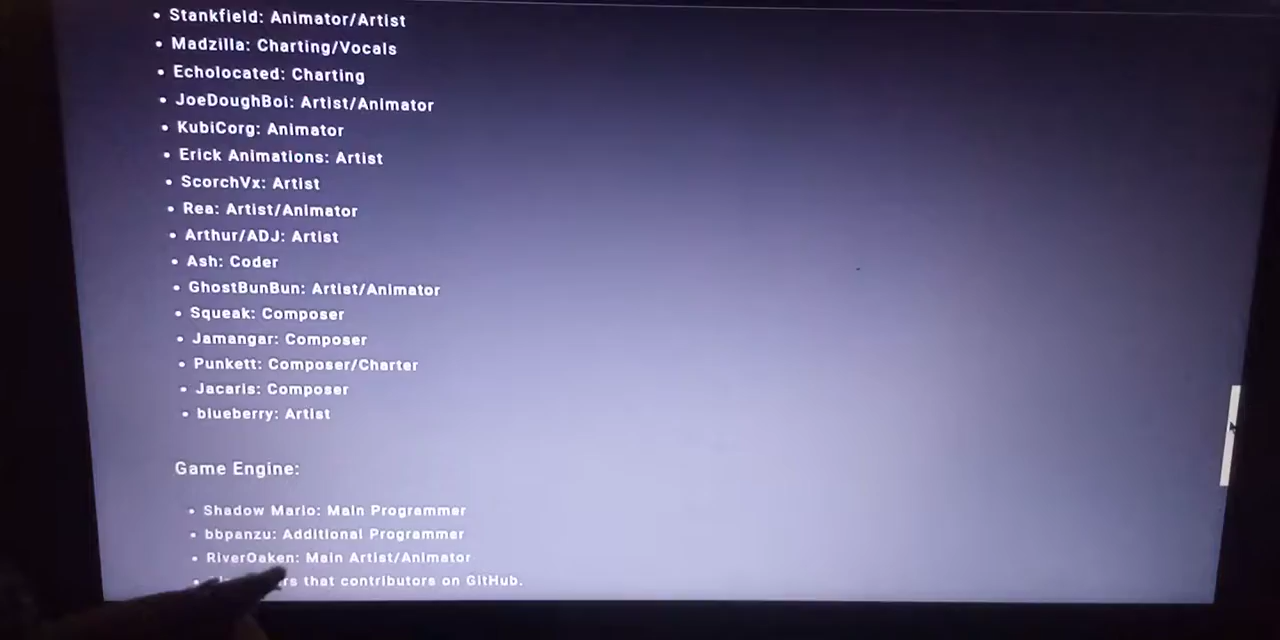 • Stankfield: Animator/Artist
• Madzilla: Charting/Vocals
• Echolocated: Charting
• JoeDoughBoi: Artist/Animator
• KubiCorg: Animator
• Erick Animations: Artist
• ScorchVx: Artist
• Rea: Artist/Animator
• Arthur/ADJ: Artist
• Ash: Coder
• GhostBunBun: Artist/Animator
• Squeak: Composer
• Jamangar: Composer
• Punkett: Composer/Charter
• Jacaris: Composer
• blueberry: Artist
Game Engine:
• Shadow Mario: Main Programmer
• bbpanzu: Additional Programmer
• RiverOaken: Main Artist/Animator
• that contributors on GitHub.